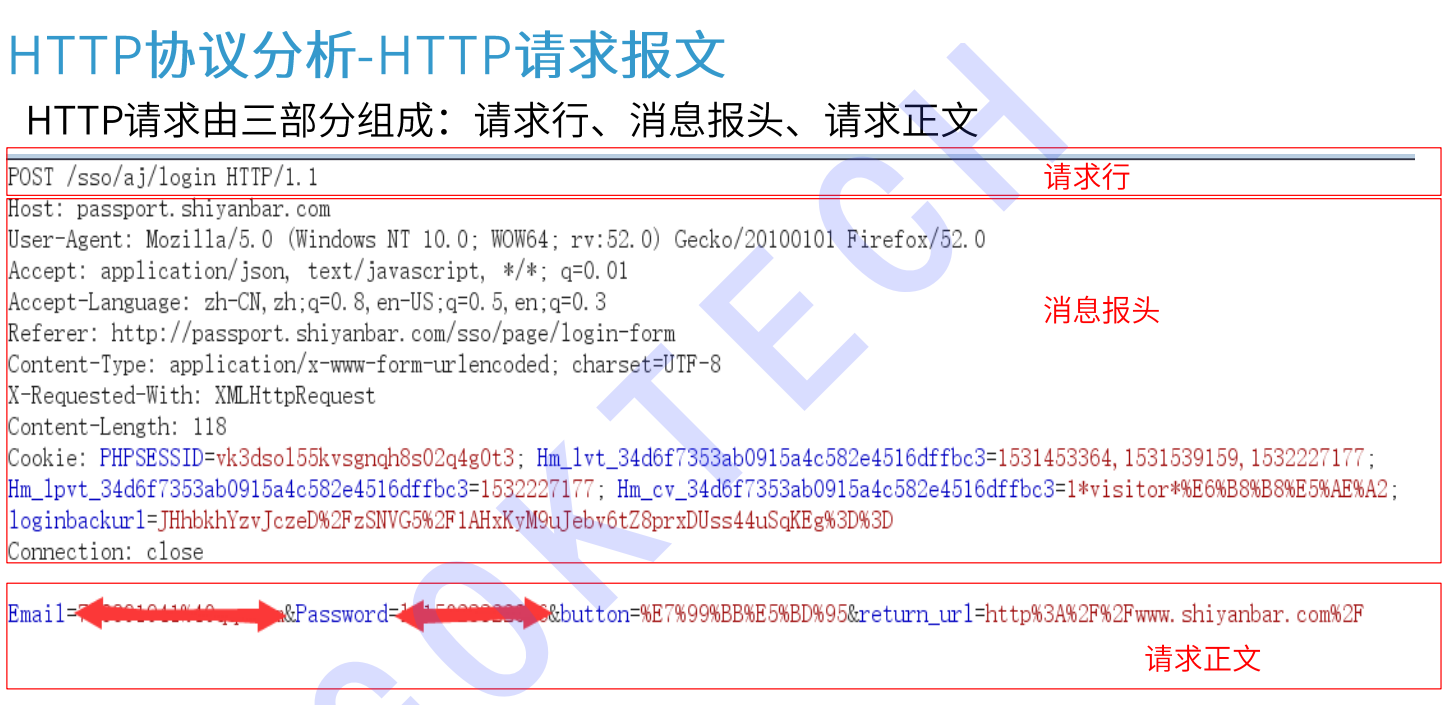 HTTP协议分析-HTTP请求报文
HTTP请求由三部分组成：请求行、消息报头、请求正文
POST /sso/aj/login HTTP/1.1
请求行
Host: passport.shiyanbar.com
User-Agent: Mozilla/5.0 (Windows NT 10.0; WOW64; rv:52.0) Gecko/20100101 Firefox/52.0
Accept: application/json, text/javascript, */*; q=0.01
Accept-Language: zh-CN,zh;q=0.8,en-US;q=0.5,en;q=0.3
消息报头
Referer: http://passport.shiyanbar.com/sso/page/login-form
Content-Type: application/x-www-form-urlencoded; charset=UTF-8
X-Requested-With: XMLHttpRequest
Content-Length: 118
Cookie: PHPSESSID=vk3dsol55kvsgnqh8s02q4g0t3; Hm_lvt_34d6f7353ab0915a4c582e4516dffbc3=1531453364,1531539159,1532227177;
Hm_lpvt_34d6f7353ab0915a4c582e4516dffbc3=1532227177; Hm_cv_34d6f7353ab0915a4c582e4516dffbc3=1*visitor*%E6%B8%B8%E5%AE%A2;
loginbackurl=JHhbkhYzvJczeD%2FzSNVG5%2F1AHxKyM9uJebv6tZ8prxDUss44uSqKEg%3D%3D
Connection: close
Email= &Password= &button=%E7%99%BB%E5%BD%95&return_url=http%3A%2F%2Fwww.shiyanbar.com%2F
请求正文
GOKTECH